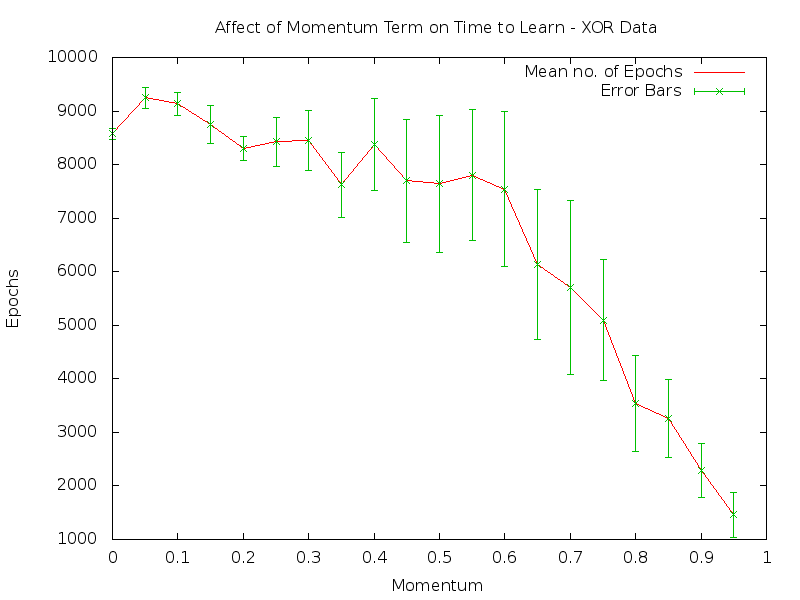 Affect of Momentum Term on Time to Learn - XOR Data
Mean no. of Epochs
Error Bars
10000
9000
8000
7000
6000
5000
4000
3000
2000
1000
Epochs
0 0.1 0.2 0.3 0.4 0.5 0.6 0.7 0.8 0.9 1
Momentum